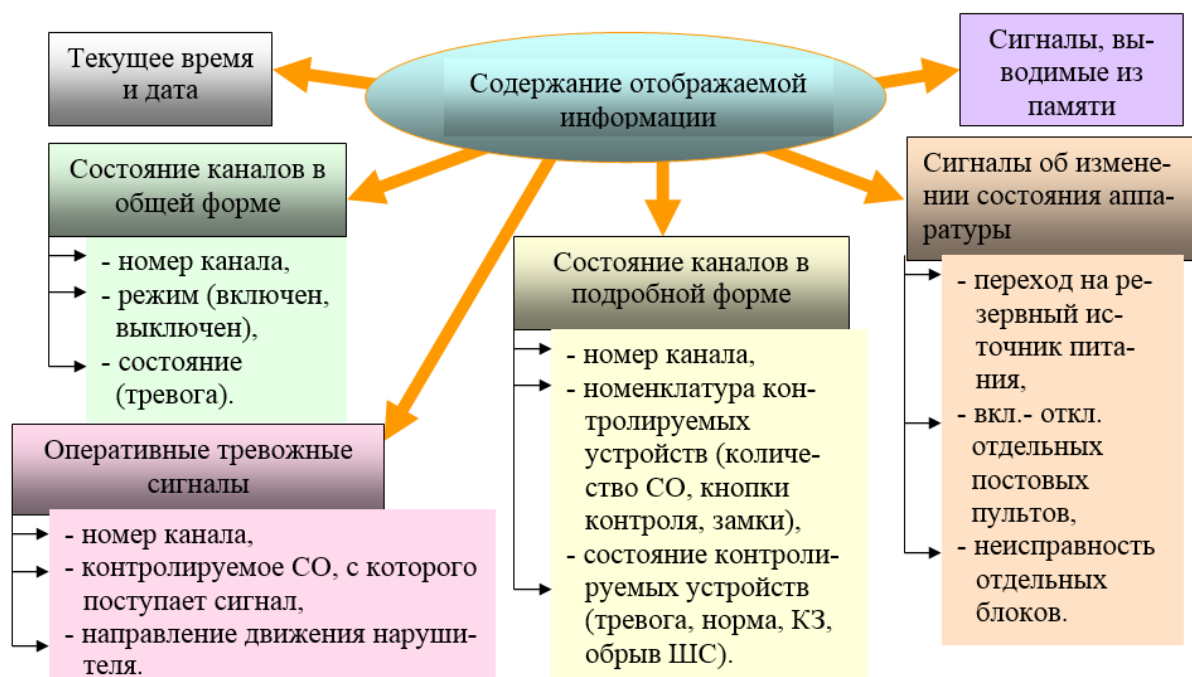 Содержание отображаемой
информации
Текущее время
и дата
Сигналы, вы-
водимые из
памяти
Состояние каналов в
общей форме
- номер канала,
- режим (включен,
выключен),
- состояние
(тревога).
Оперативные тревожные
сигналы
- номер канала,
- контролируемое СО, с которого
поступает сигнал,
- направление движения наруши-
теля.
Состояние каналов в
подробной форме
- номер канала,
- номенклатура кон-
тролируемых
устройств (количе-
ство СО, кнопки
контроля, замки),
- состояние контроли-
руемых устройств
(тревога, норма, КЗ,
обрыв ШС).
Сигналы об измене-
нии состояния аппа-
ратуры
- переход на ре-
зервный ис-
точник пита-
ния,
- вкл.- откл.
отдельных
постовых
пультов,
- неисправность
отдельных
блоков.